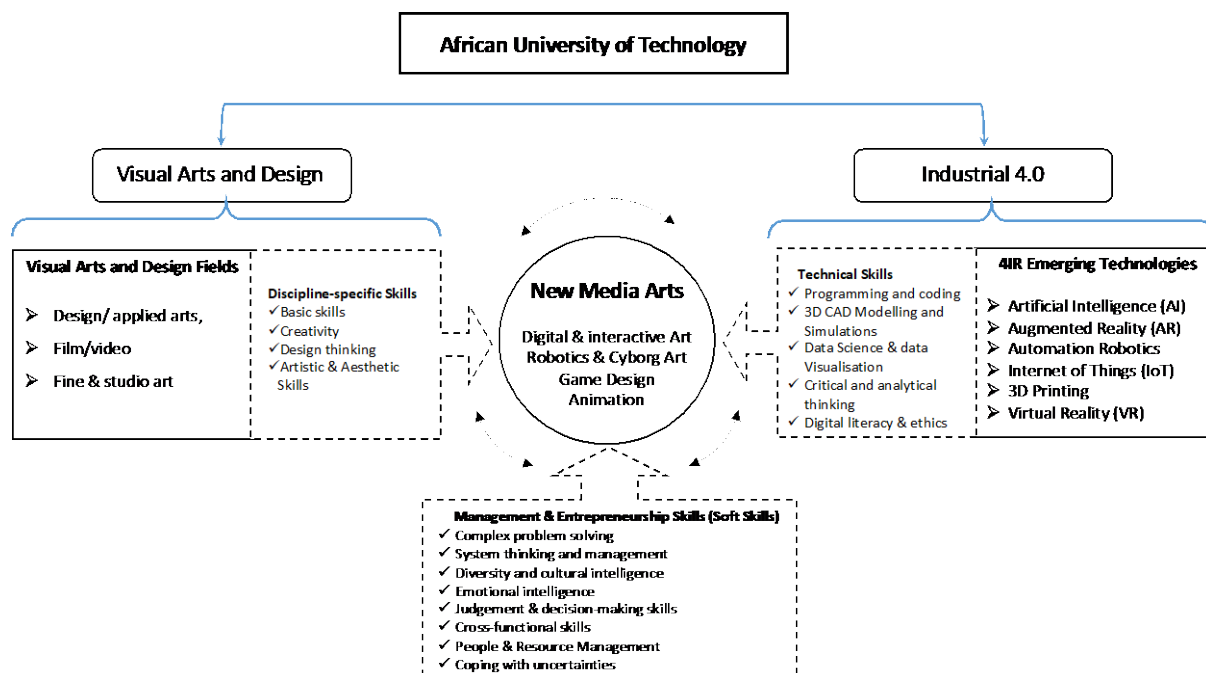 African University of Technology
Visual Arts and Design
Industrial 4.0
Visual Arts and Design Fields
➢ Design/ applied arts,
➢ Film/video
➢ Fine & studio art
Discipline-specific Skills
✓Basic skills
✓Creativity
✓Design thinking
✓Artistic & Aesthetic
Skills
New Media Arts
Digital & interactive Art
Robotics & Cyborg Art
Game Design
Animation
Technical Skills
✓ Programming and coding
✓ 3D CAD Modelling and
Simulations
✓ Data Science & data
Visualisation
✓ Critical and analytical
thinking
✓ Digital literacy & ethics
4IR Emerging Technologies
➢ Artificial Intelligence (AI)
➢ Augmented Reality (AR)
➢ Automation Robotics
➢ Internet of Things (IoT)
➢ 3D Printing
➢ Virtual Reality (VR)
Management & Entrepreneurship Skills (Soft Skills)
✓ Complex problem solving
✓ System thinking and management
✓ Diversity and cultural intelligence
✓ Emotional intelligence
✓ Judgement & decision-making skills
✓ Cross-functional skills
✓ People & Resource Management
✓ Coping with uncertainties